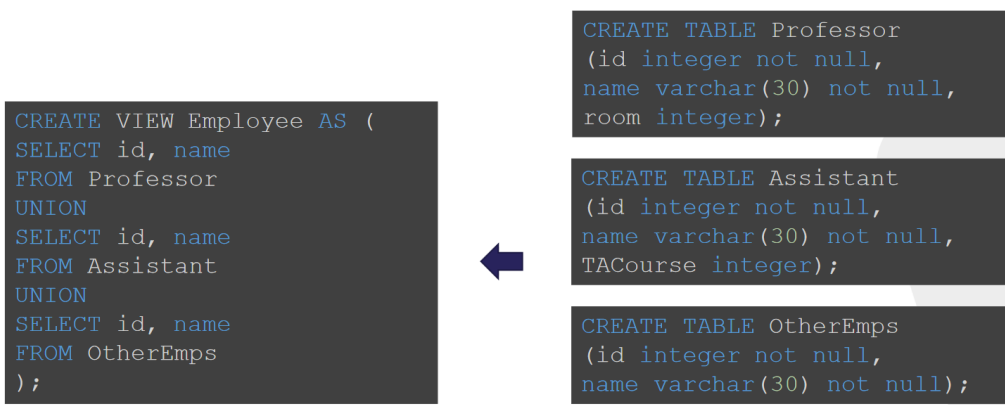 CREATE VIEW Employee AS (
SELECT id, name
FROM Professor
UNION
SELECT id, name
FROM Assistant
UNION
SELECT id, name
FROM OtherEmps
);
CREATE TABLE Professor
(id integer not null,
name varchar(30) not null,
room integer);
CREATE TABLE Assistant
(id integer not null,
name varchar(30) not null,
TACourse integer);
CREATE TABLE OtherEmps
(id integer not null,
name varchar(30) not null);